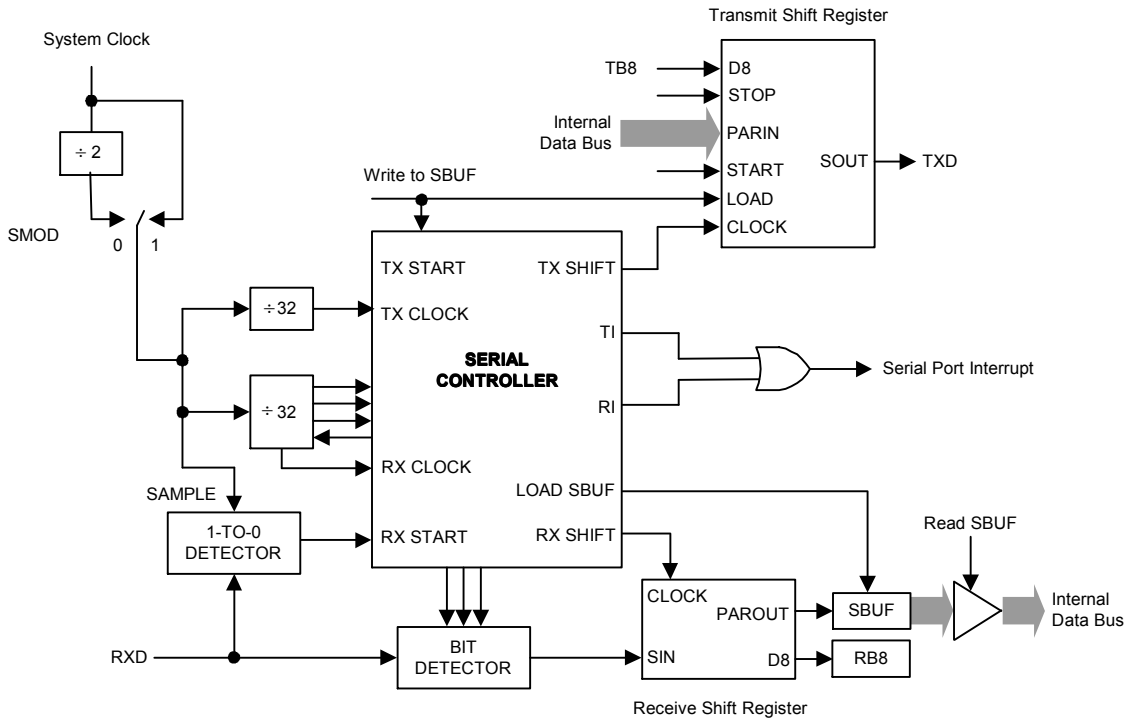 Transmit Shift Register
System Clock
TB8
D8
STOP
Internal
Data Bus
PARIN
÷ 2
SOUT
TXD
START
Write to SBUF
LOAD
CLOCK
SMOD
0
1
TX START
TX SHIFT
÷32
TX CLOCK
TI
SERIAL
CONTROLLER
Serial Port Interrupt
÷ 32
RI
RX CLOCK
SAMPLE
LOAD SBUF
1-TO-0
DETECTOR
RX START
RX SHIFT
Read SBUF
CLOCK
PAROUT
SBUF
Internal
Data Bus
RXD
BIT
DETECTOR
SIN
D8
RB8
Receive Shift Register